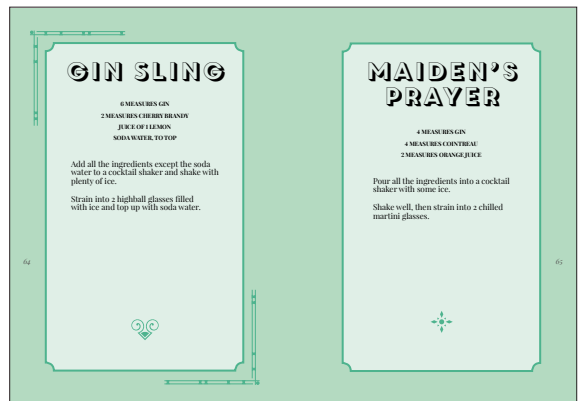 GIN SLING
6 MEASURES GIN
2 MEASURES CHERRY BRANDY
JUICE OF 1 LEMON
SODA WATER, TO TOP
Add all the ingredients except the soda
water to a cocktail shaker and shake with
plenty of ice.
Strain into 2 highball glasses filled
with ice and top up with soda water.
64
MAIDEN'S
PRAYER
4 MEASURES GIN
4 MEASURES COINTREAU
2 MEASURES ORANGE JUICE
Pour all the ingredients into a cocktail
shaker with some ice.
Shake well, then strain into 2 chilled
martini glasses.
65